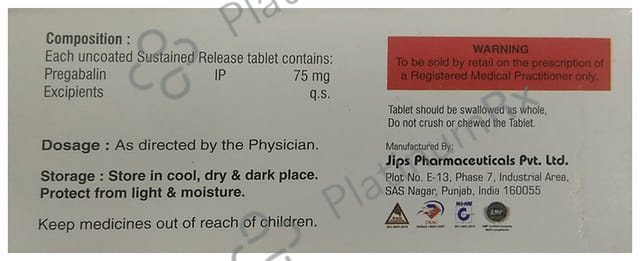 Composition :
Each uncoated Sustained Release tablet contains:
Pregabalin IP 75 mg
Excipients q.s.
Dosage : As directed by the Physician.
Storage : Store in cool, dry & dark place.
Protect from light & moisture.
Keep medicines out of reach of children.
WARNING
To be sold by retail on the prescription of
a Registered Medical Practitioner only.
Tablet should be swallowed as whole,
Do not crush or chewed the Tablet.
Manufactured By:
Jips Pharmaceuticals Pvt. Ltd.
Plot No. E-13, Phase 7, Industrial Area,
SAS Nagar, Punjab, India 160055
GMP
PlatinumRx